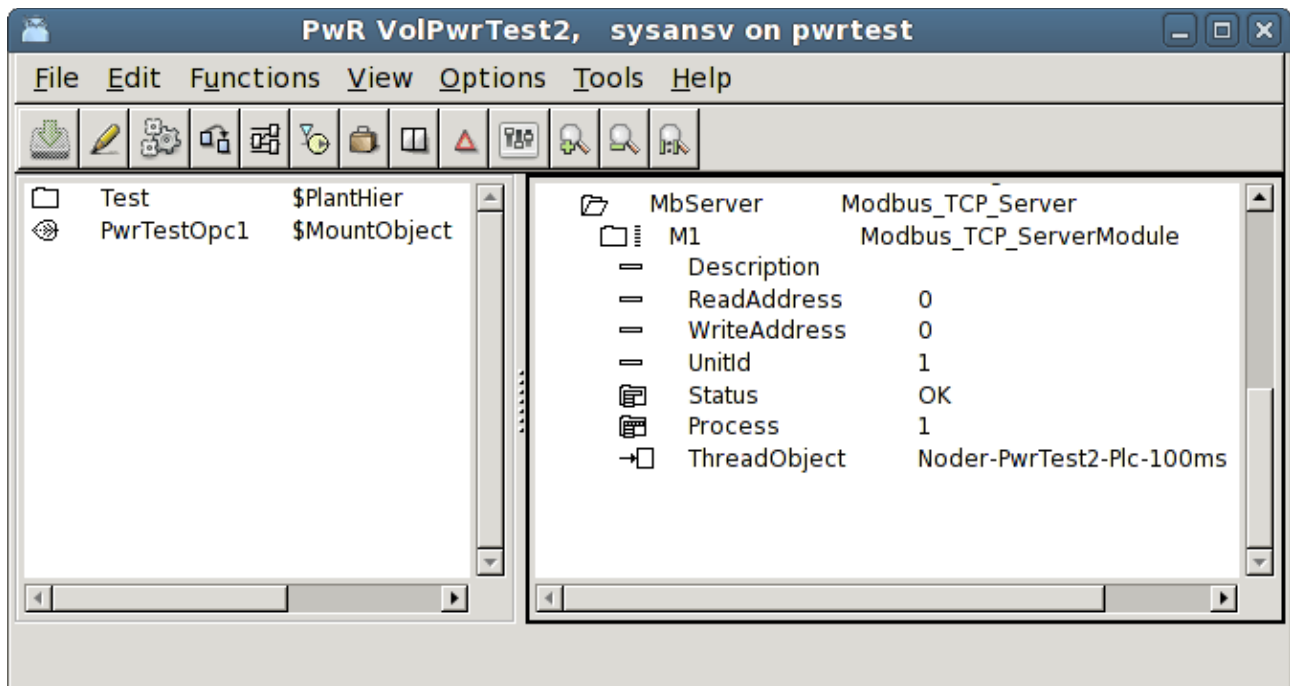 PwR VolPwrTest2, sysansv on pwrtest
File Edit Functions View Options Tools Help
Test $PlantHier
PwrTestOpc1 $MountObject
MbServer Modbus_TCP_Server
M1 Modbus_TCP_ServerModule
Description
ReadAddress 0
WriteAddress 0
UnitId 1
Status OK
Process 1
ThreadObject Noder-PwrTest2-Plc-100ms